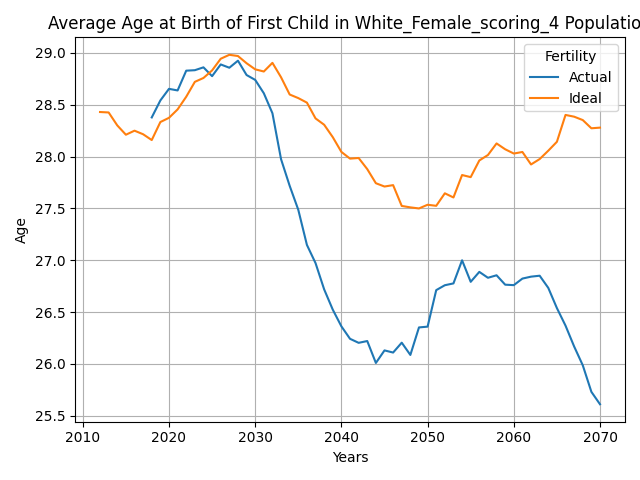 Average Age at Birth of First Child in White_Female_scoring_4 Populatio
Fertility
Actual
Ideal
29.0
28.5
28.0
27.5
27.0
26.5
26.0
25.5
Age
2010 2020 2030 2040 2050 2060 2070
Years